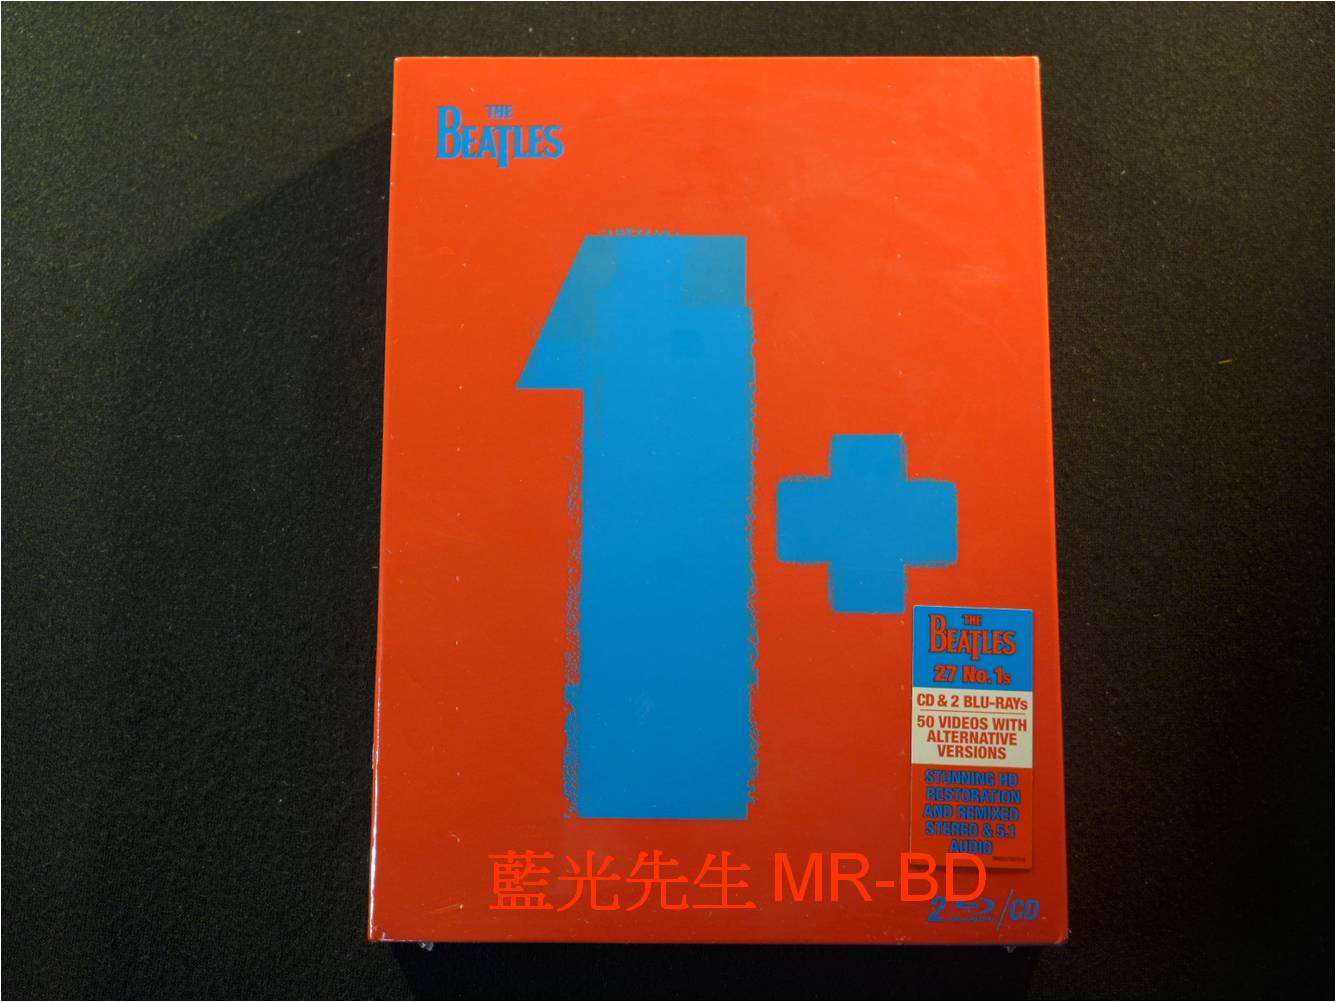 THE
BEATLES
1+
THE
BEATLES
27 No.1s
CD & 2 BLU-RAYs
50 VIDEOS WITH
ALTERNATIVE
VERSIONS
STUNNING HD
RESTORATION
AND REMIXED
STEREO & 5.1
AUDIO
藍光先生 MR-BD
2 /CD